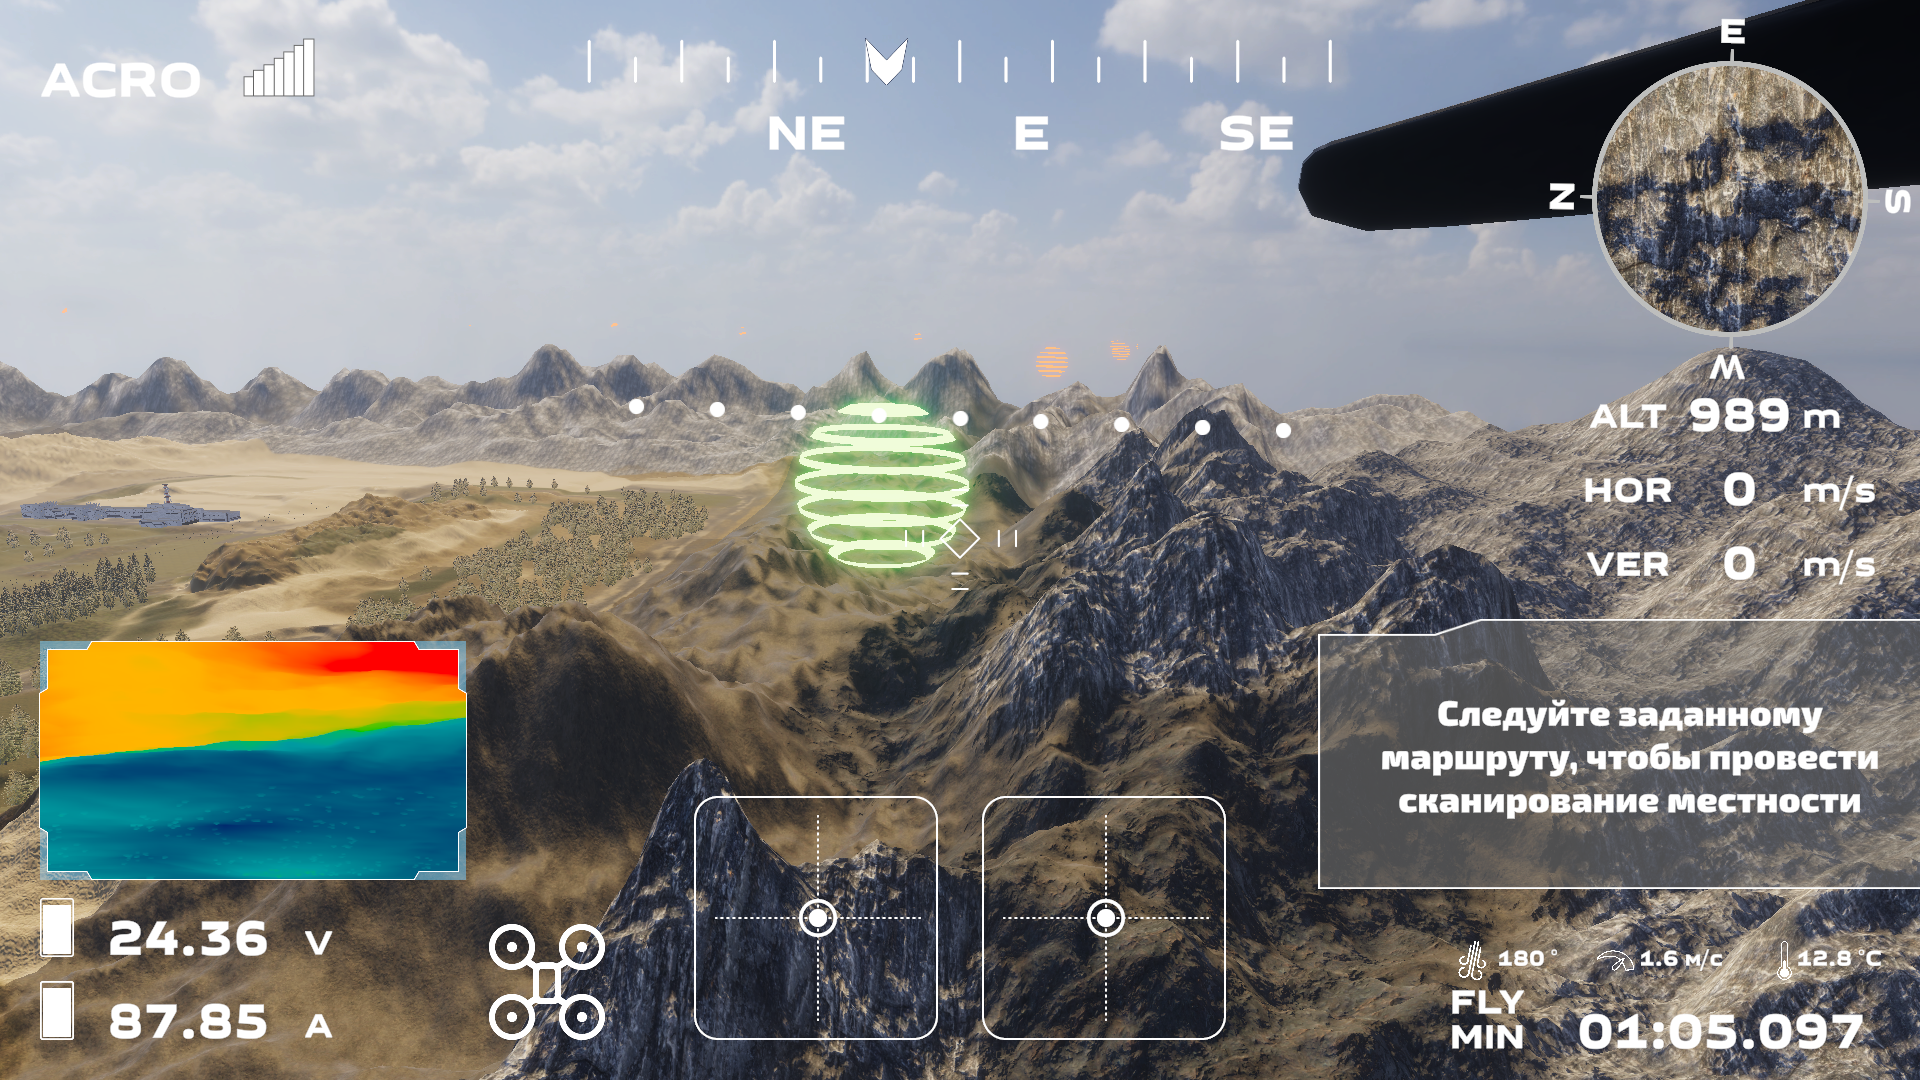 ACRO
NE E SE
E
N
S
W
ALT 989 m
HOR 0 m/s
VER 0 m/s
Следуйте заданному
маршруту, чтобы провести
сканирование местности
24.36 V
87.85 A
180 °
1.6 м/с
12.8 °C
FLY
MIN
01:05.097